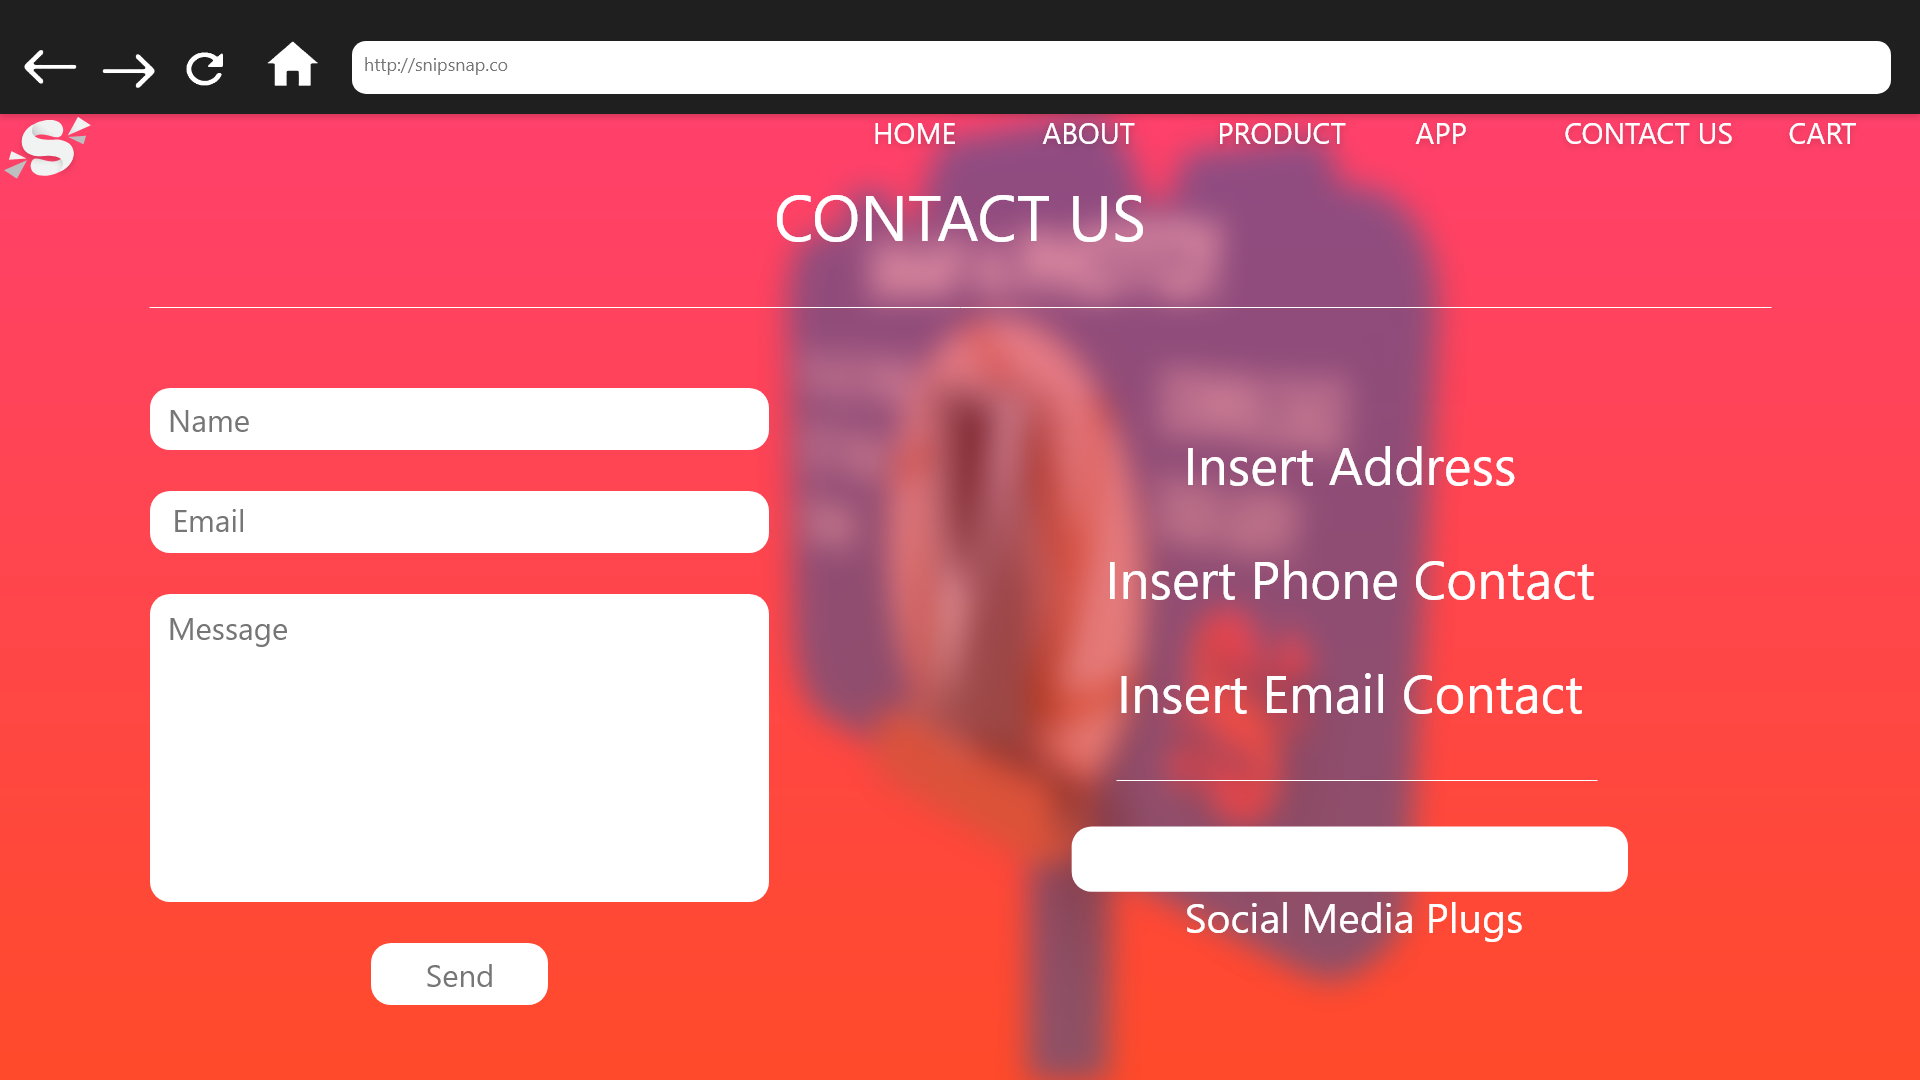 http://snipsnap.co
S
HOME ABOUT PRODUCT APP CONTACT US CART
CONTACT US
Name
Email
Message
Send
Insert Address
Insert Phone Contact
Insert Email Contact
Social Media Plugs